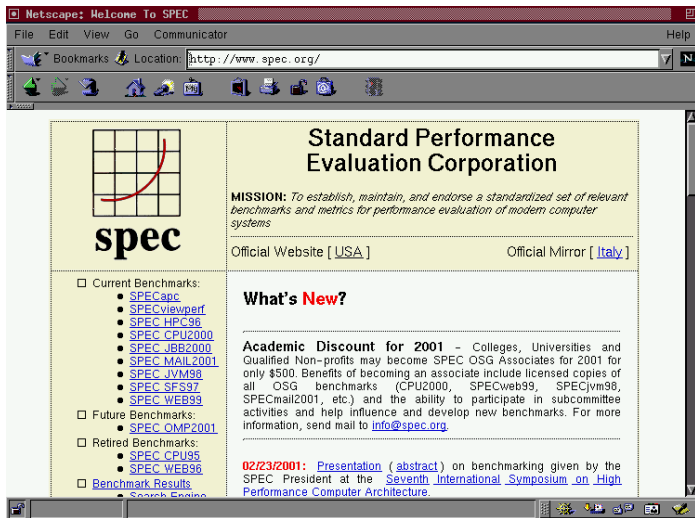 Netscape: Welcome To SPEC
File Edit View Go Communicator Help
Bookmarks Location: http://www.spec.org/ N
My
spec
Standard Performance
Evaluation Corporation
MISSION: To establish, maintain, and endorse a standardized set of relevant
benchmarks and metrics for performance evaluation of modern computer
systems
Official Website [ USA ] Official Mirror [ Italy ]
Current Benchmarks:
SPECapc
SPECviewperf
SPEC HPC96
SPEC CPU2000
SPEC JBB2000
SPEC MAIL2001
SPEC JVM98
SPEC SFS97
SPEC WEB99
Future Benchmarks:
SPEC OMP2001
Retired Benchmarks:
SPEC CPU95
SPEC WEB96
Benchmark Results
Search Engine
What's New?
Academic Discount for 2001 - Colleges, Universities and
Qualified Non-profits may become SPEC OSG Associates for 2001 for
only $500. Benefits of becoming an associate include licensed copies of
all OSG benchmarks (CPU2000, SPECweb99, SPECjvm98,
SPECmail2001, etc.) and the ability to participate in subcommittee
activities and help influence and develop new benchmarks. For more
information, send mail to info@spec.org.
02/23/2001: Presentation ( abstract ) on benchmarking given by the
SPEC President at the Seventh International Symposium on High
Performance Computer Architecture.